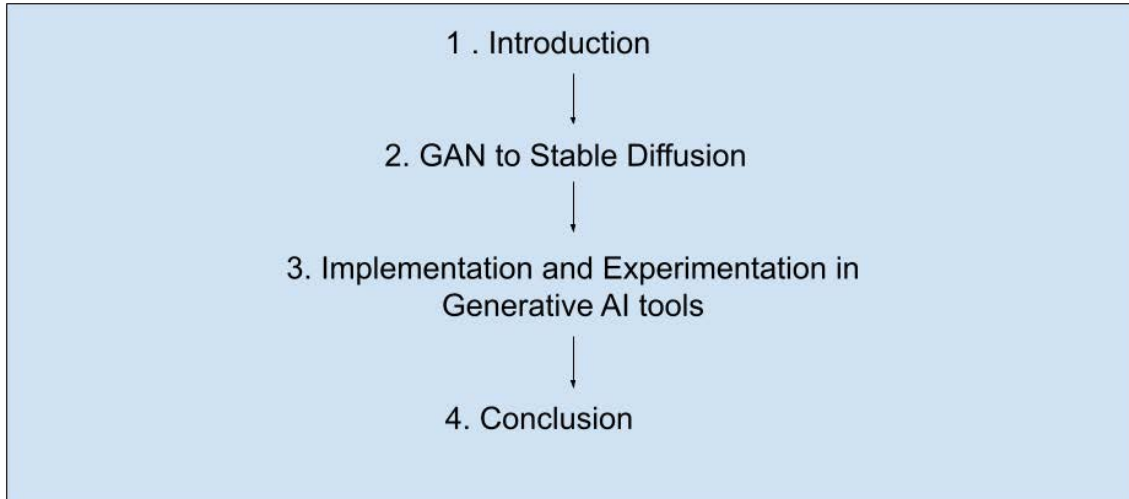 1 . Introduction
2. GAN to Stable Diffusion
3. Implementation and Experimentation in
Generative AI tools
4. Conclusion